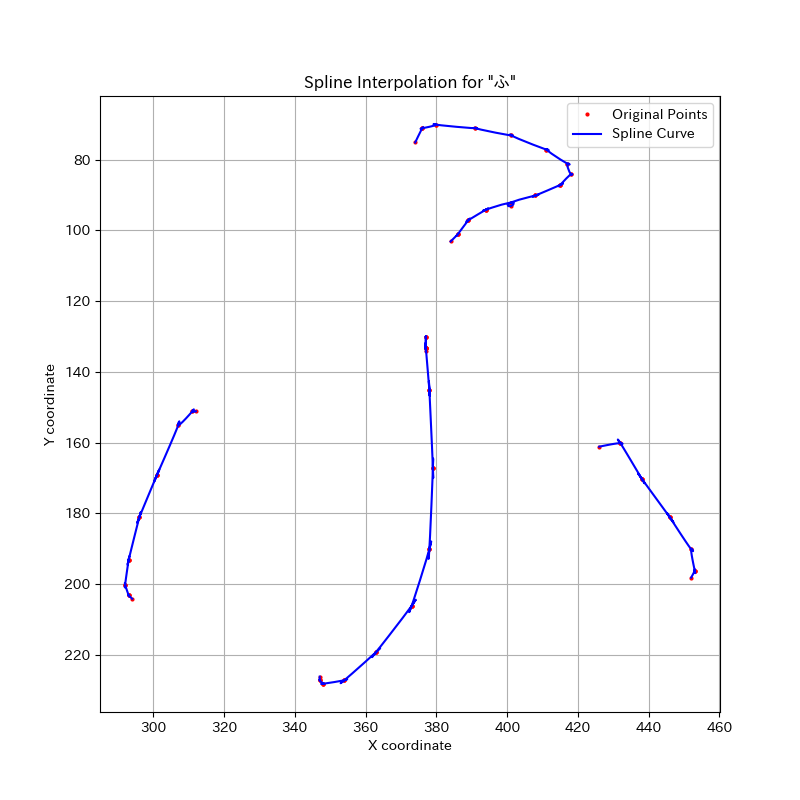 Spline Interpolation for "ふ"
Original Points
Spline Curve
80
100
120
140
160
180
200
220
Y coordinate
300 320 340 360 380 400 420 440 460
X coordinate